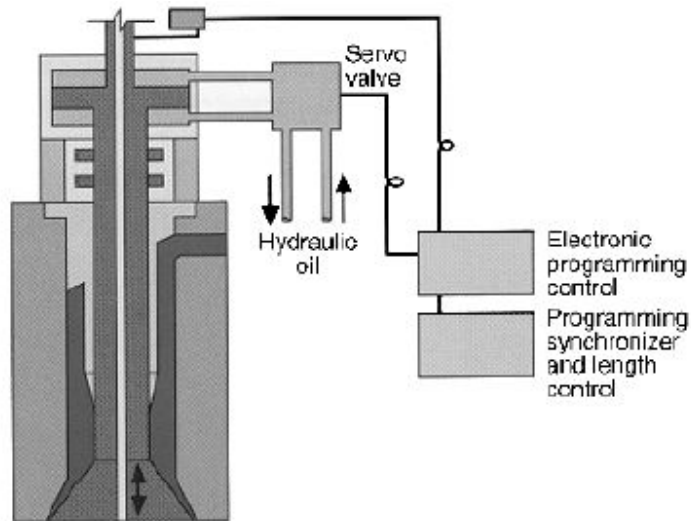 Servo
valve
Hydraulic
oil
Electronic
programming
control
Programming
synchronizer
and length
control